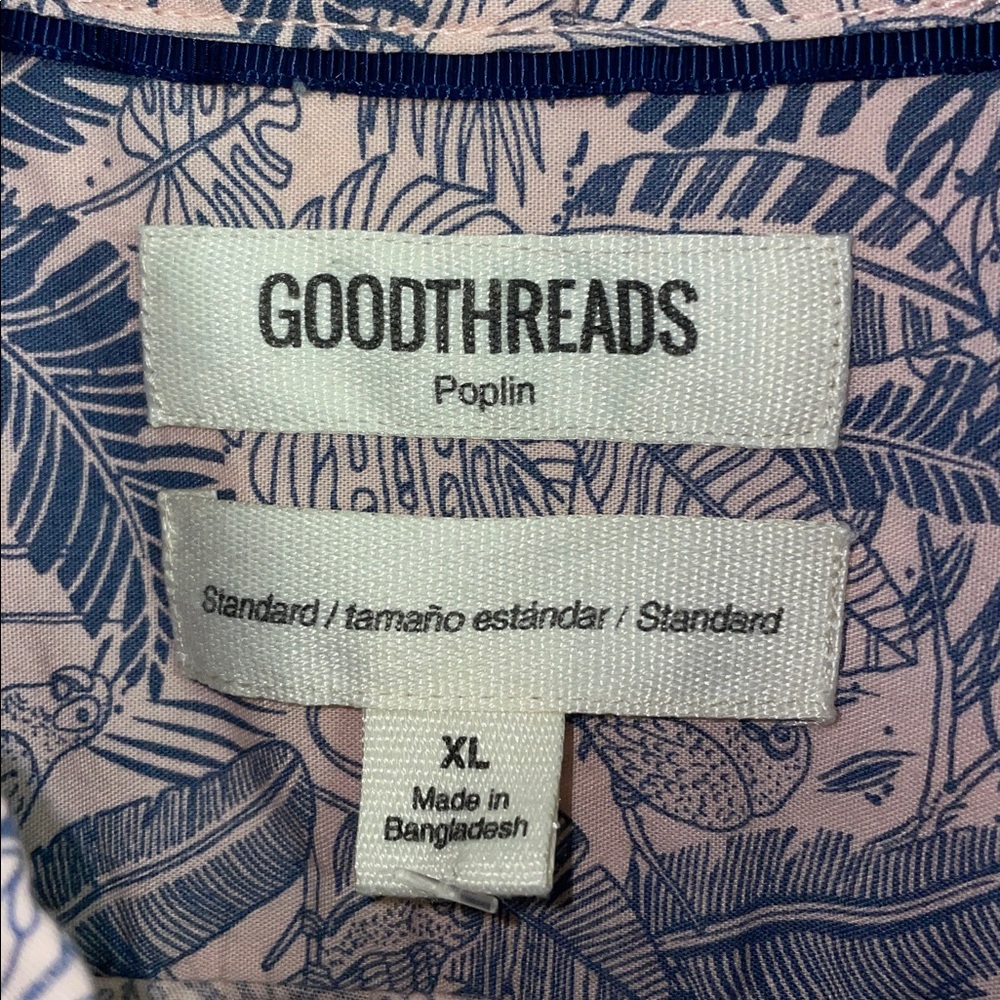 GOODTHREADS
Poplin
Standard / tamaño estándar / Standard
XL
Made in
Bangladesh